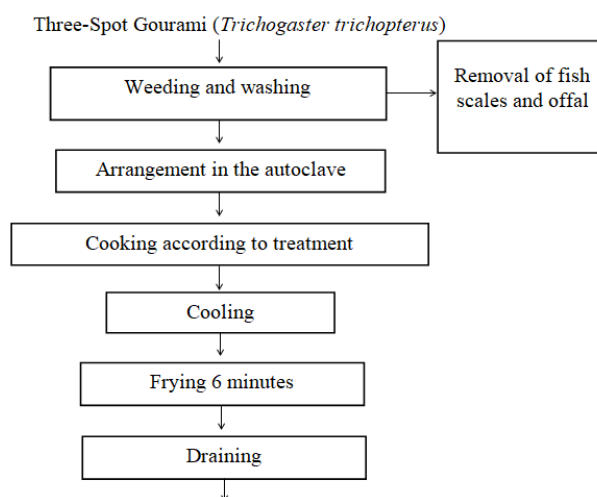 Three-Spot Gourami (Trichogaster trichopterus)
Weeding and washing
Removal of fish
scales and offal
Arrangement in the autoclave
Cooking according to treatment
Cooling
Frying 6 minutes
Draining